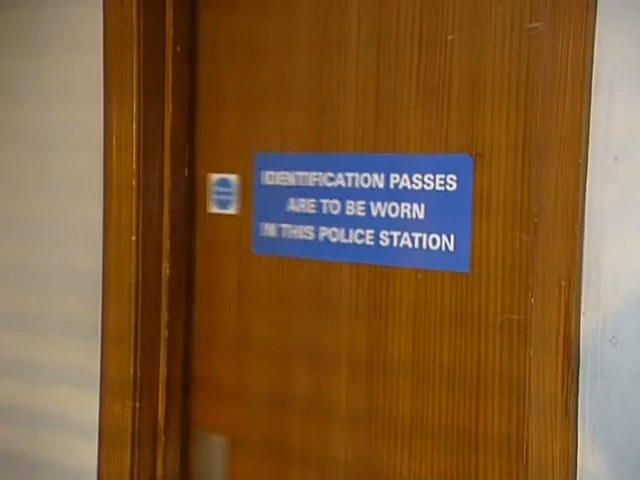 IDENTIFICATION PASSES
ARE TO BE WORN
IN THIS POLICE STATION